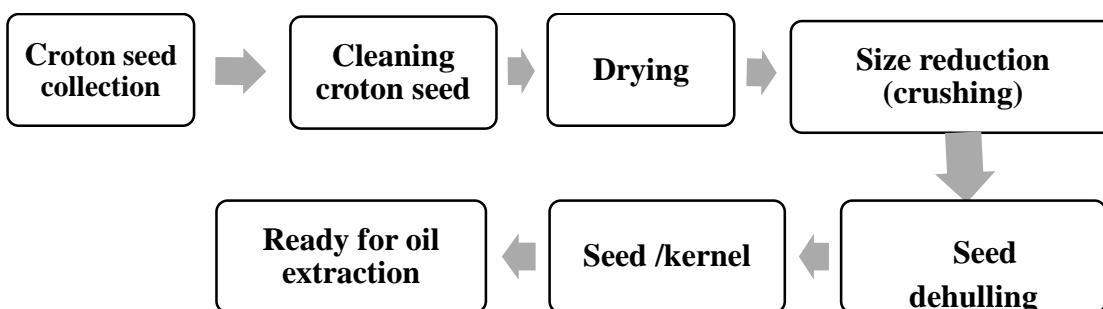 Croton seed
collection
Cleaning
croton seed
Drying
Size reduction
(crushing)
Seed
dehulling
Seed /kernel
Ready for oil
extraction